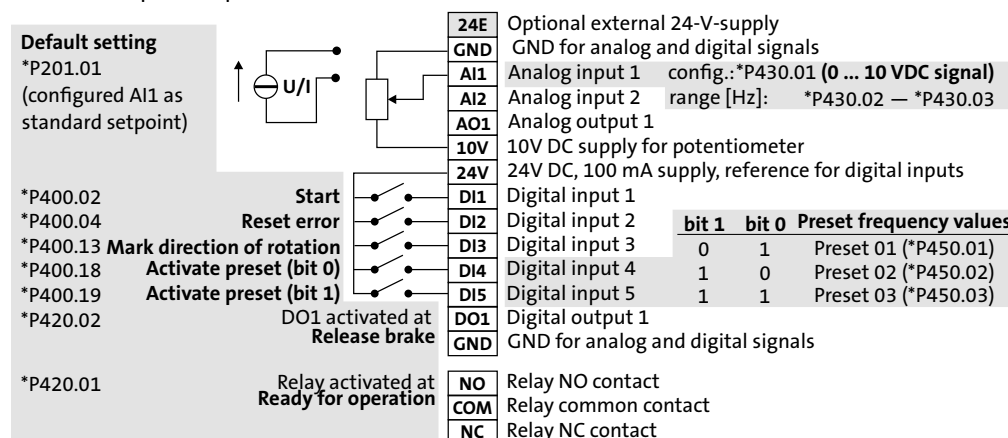 24E Optional external 24-V-supply
Default setting
GND GND for analog and digital signals
*P201.01
U/I
AI1 Analog input 1 config.:*P430.01 (0 ... 10 VDC signal)
(configured AI1 as
AI2 Analog input 2 range [Hz]: *P430.02 — *P430.03
standard setpoint)
AO1 Analog output 1
10V 10V DC supply for potentiometer
24V 24V DC, 100 mA supply, reference for digital inputs
*P400.02 Start DI1 Digital input 1
*P400.04 Reset error DI2 Digital input 2
bit 1 bit 0 Preset frequency values
*P400.13 Mark direction of rotation DI3 Digital input 3
0 1 Preset 01 (*P450.01)
*P400.18 Activate preset (bit 0) DI4 Digital input 4
1 0 Preset 02 (*P450.02)
*P400.19 Activate preset (bit 1) DI5 Digital input 5
1 1 Preset 03 (*P450.03)
*P420.02 DO1 activated at DO1 Digital output 1
Release brake GND GND for analog and digital signals
*P420.01 Relay activated at NO Relay NO contact
Ready for operation
COM Relay common contact
NC Relay NC contact